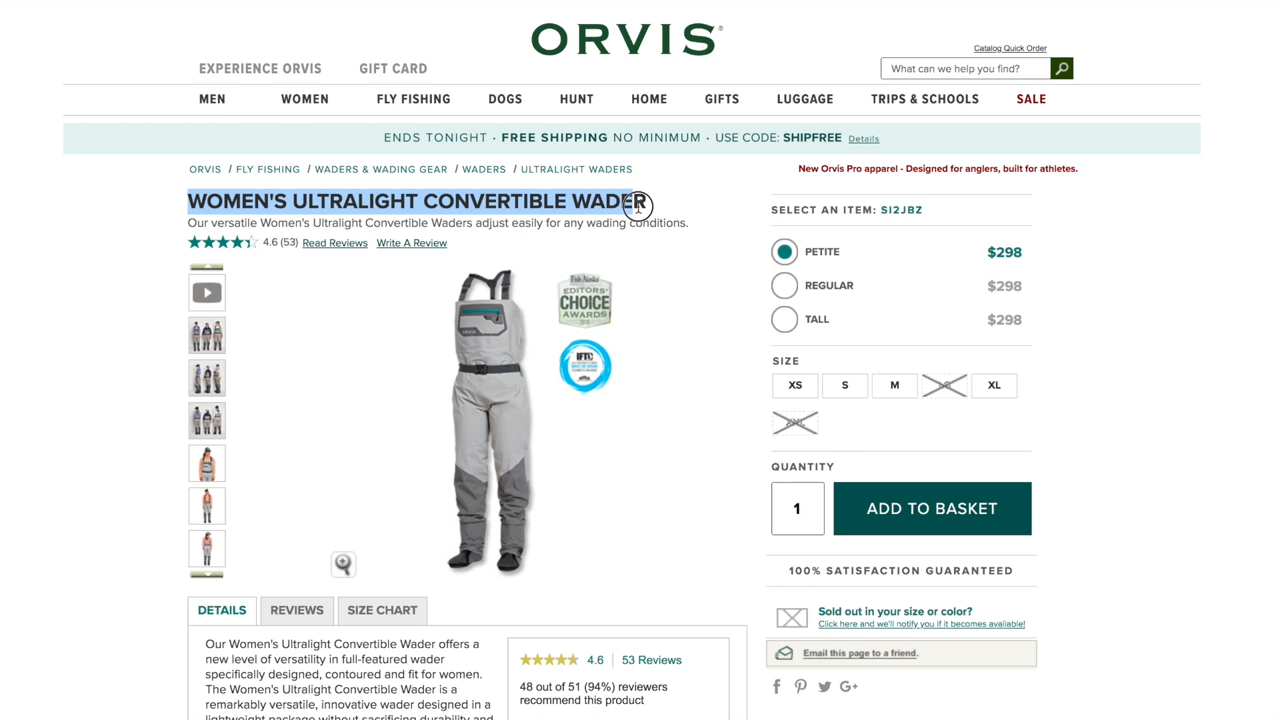 ORVIS
Catalog Quick Order
EXPERIENCE ORVIS
GIFT CARD
What can we help you find?
MEN
WOMEN
FLY FISHING
DOGS
HUNT
HOME
GIFTS
LUGGAGE
TRIPS & SCHOOLS
SALE
ENDS TONIGHT · FREE SHIPPING NO MINIMUM · USE CODE: SHIPFREE Details
ORVIS / FLY FISHING / WADERS & WADING GEAR / WADERS / ULTRALIGHT WADERS
New Orvis Pro apparel - Designed for anglers, built for athletes.
WOMEN'S ULTRALIGHT CONVERTIBLE WADER
Our versatile Women's Ultralight Convertible Waders adjust easily for any wading conditions.
4.6 (53) Read Reviews Write A Review
EDITORS'
CHOICE
AWARDS
IFTD
SELECT AN ITEM: SI2JBZ
PETITE $298
REGULAR $298
TALL $298
SIZE
XS S M XL
QUANTITY
1
ADD TO BASKET
100% SATISFACTION GUARANTEED
Sold out in your size or color?
Click here and we'll notify you if it becomes available!
Email this page to a friend.
DETAILS
REVIEWS
SIZE CHART
Our Women's Ultralight Convertible Wader offers a
new level of versatility in full-featured wader
specifically designed, contoured and fit for women.
The Women's Ultralight Convertible Wader is a
remarkably versatile, innovative wader designed in a
lightweight package without sacrificing durability and
4.6 53 Reviews
48 out of 51 (94%) reviewers
recommend this product